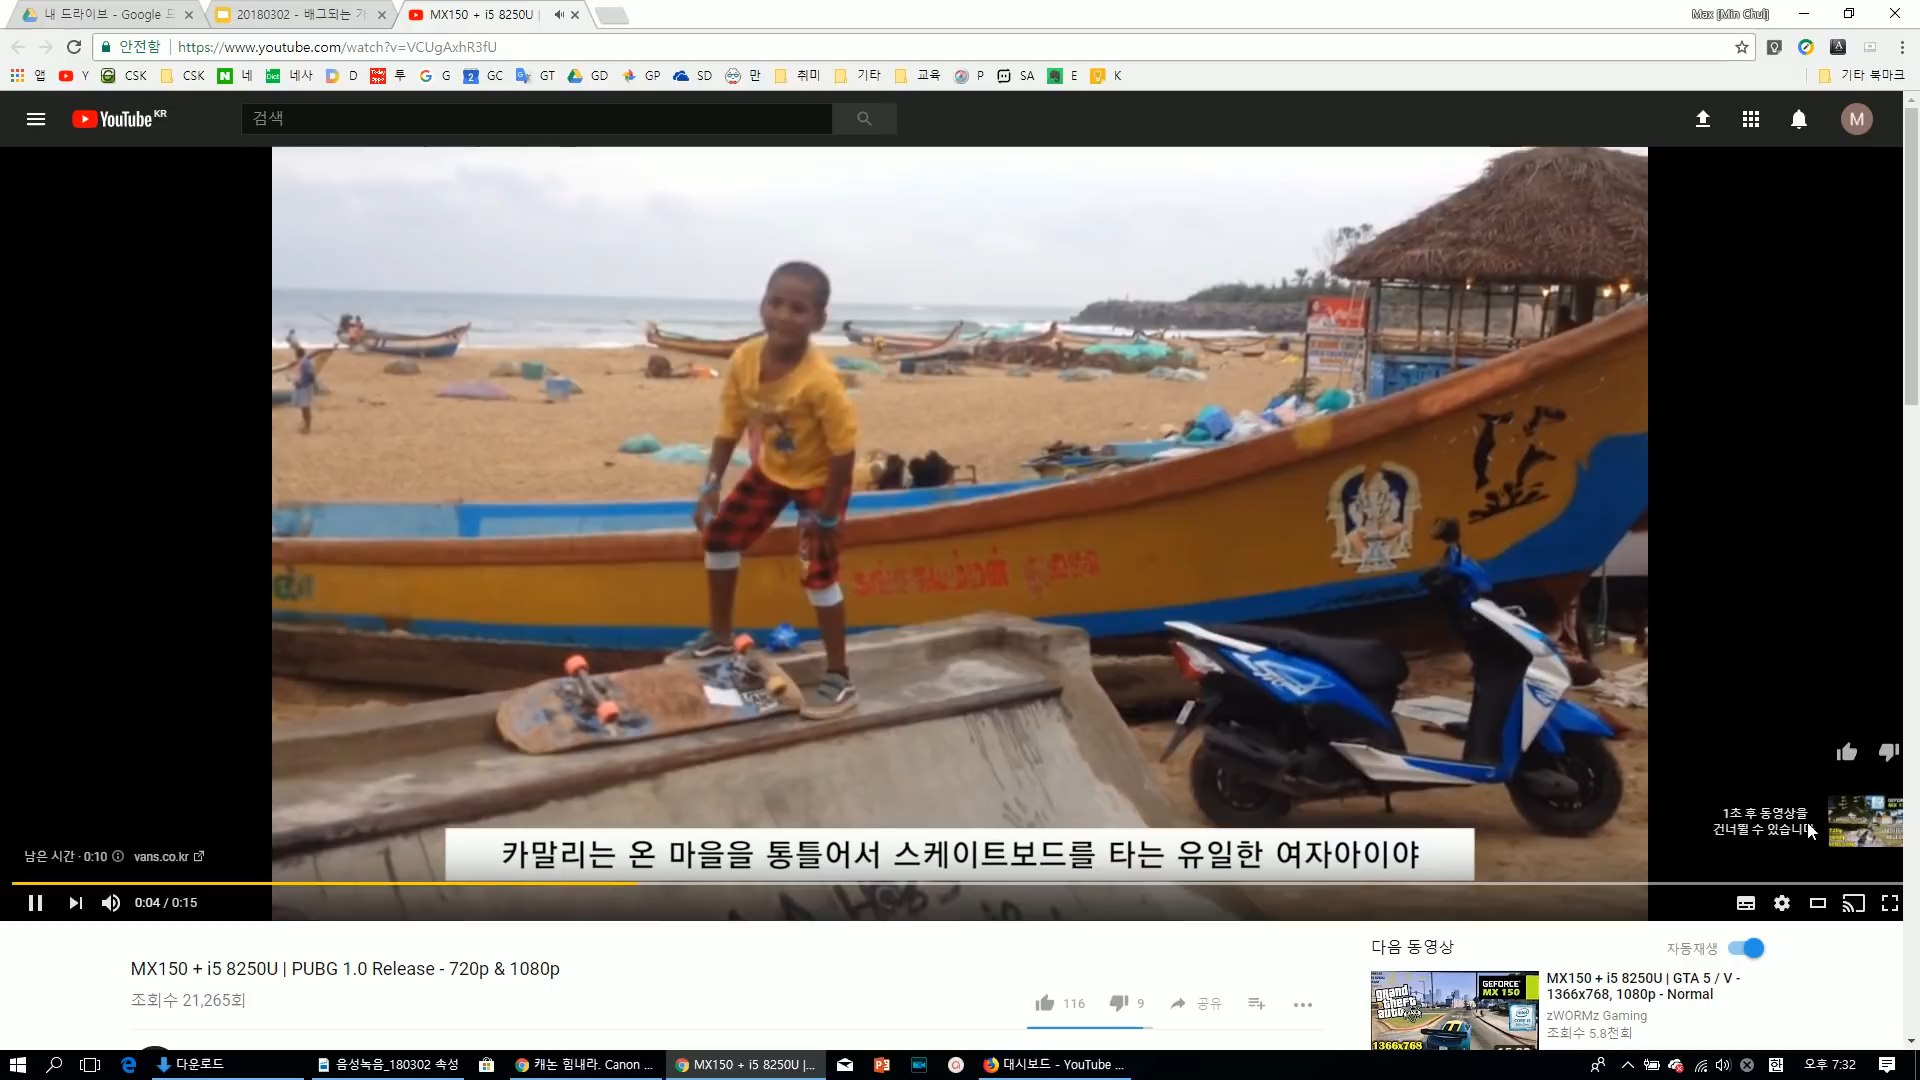 내 드라이브 - Google 드
20180302 - 배그되는 가
MX150 + i5 8250U |
Max [Min Chul]
안전함
https://www.youtube.com/watch?v=VCUgAxhR3fU
앱
Y
CSK
CSK
네
네사
D
투
G
GC
GT
GD
GP
SD
만
취미
기타
교육
P
SA
E
K
기타 북마크
YouTube KR
검색
M
1초 후 동영상을
건너뛸 수 있습니다
남은 시간 · 0:10
vans.co.kr
카말리는 온 마을을 통틀어서 스케이트보드를 타는 유일한 여자아이야
0:04 / 0:15
MX150 + i5 8250U | PUBG 1.0 Release - 720p & 1080p
조회수 21,265회
116
9
공유
다음 동영상
자동재생
grand theft auto V
GEFORCE MX 150
1366x768
MX150 + i5 8250U | GTA 5 / V -
1366x768, 1080p - Normal
zWORMz Gaming
조회수 5.8천회
다운로드
음성녹음_180302 속성
캐논 힘내라. Canon ...
MX150 + i5 8250U |...
대시보드 - YouTube ...
오후 7:32